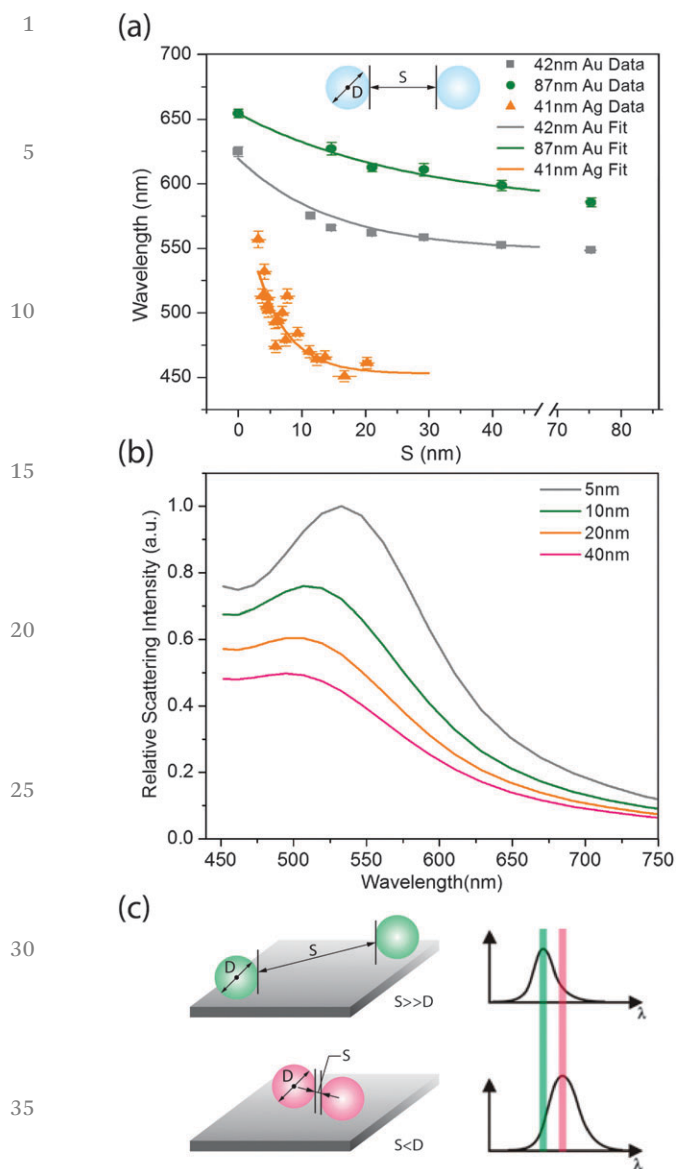 1
5
10
15
20
25
30
35
(a)
700
650
600
550
500
450
Wavelength (nm)
D
S
42nm Au Data
87nm Au Data
41nm Ag Data
42nm Au Fit
87nm Au Fit
41nm Ag Fit
0 10 20 30 40 70 80
S (nm)
(b)
1.0
0.8
0.6
0.4
0.2
0.0
Relative Scattering Intensity (a.u.)
5nm
10nm
20nm
40nm
450 500 550 600 650 700 750
Wavelength(nm)
(c)
D
S
S>>D
λ
D
S
S<D
λ